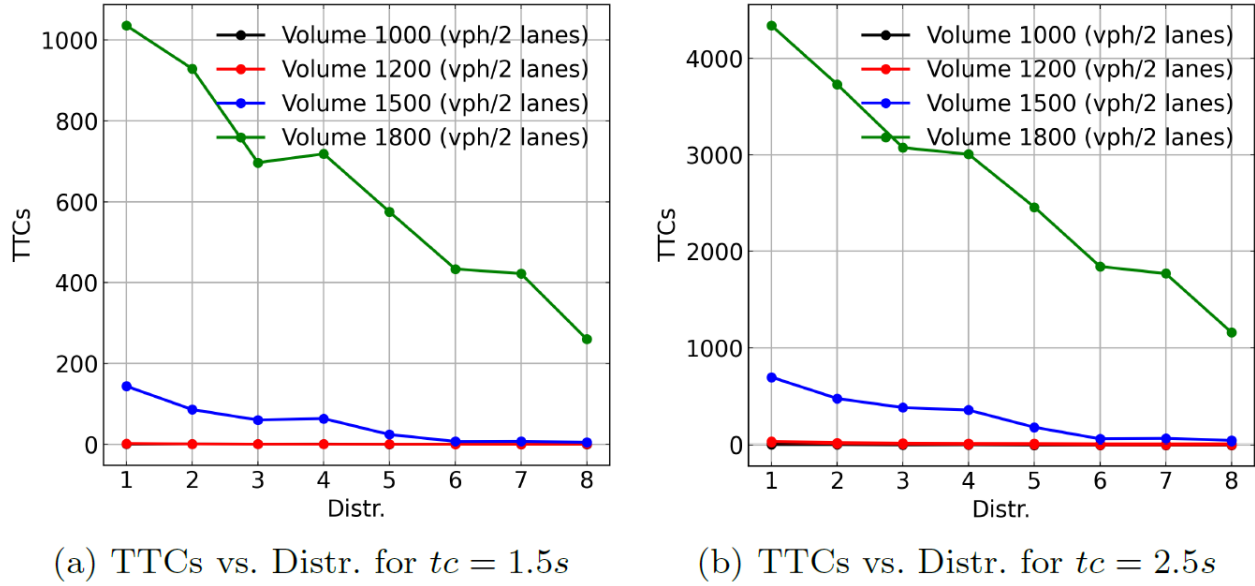 Volume 1000 (vph/2 lanes)
Volume 1200 (vph/2 lanes)
Volume 1500 (vph/2 lanes)
Volume 1800 (vph/2 lanes)
1000
800
600
400
200
0
TTCs
1 2 3 4 5 6 7 8
Distr.
(a) TTCs vs. Distr. for tc = 1.5s
Volume 1000 (vph/2 lanes)
Volume 1200 (vph/2 lanes)
Volume 1500 (vph/2 lanes)
Volume 1800 (vph/2 lanes)
4000
3000
2000
1000
0
TTCs
1 2 3 4 5 6 7 8
Distr.
(b) TTCs vs. Distr. for tc = 2.5s